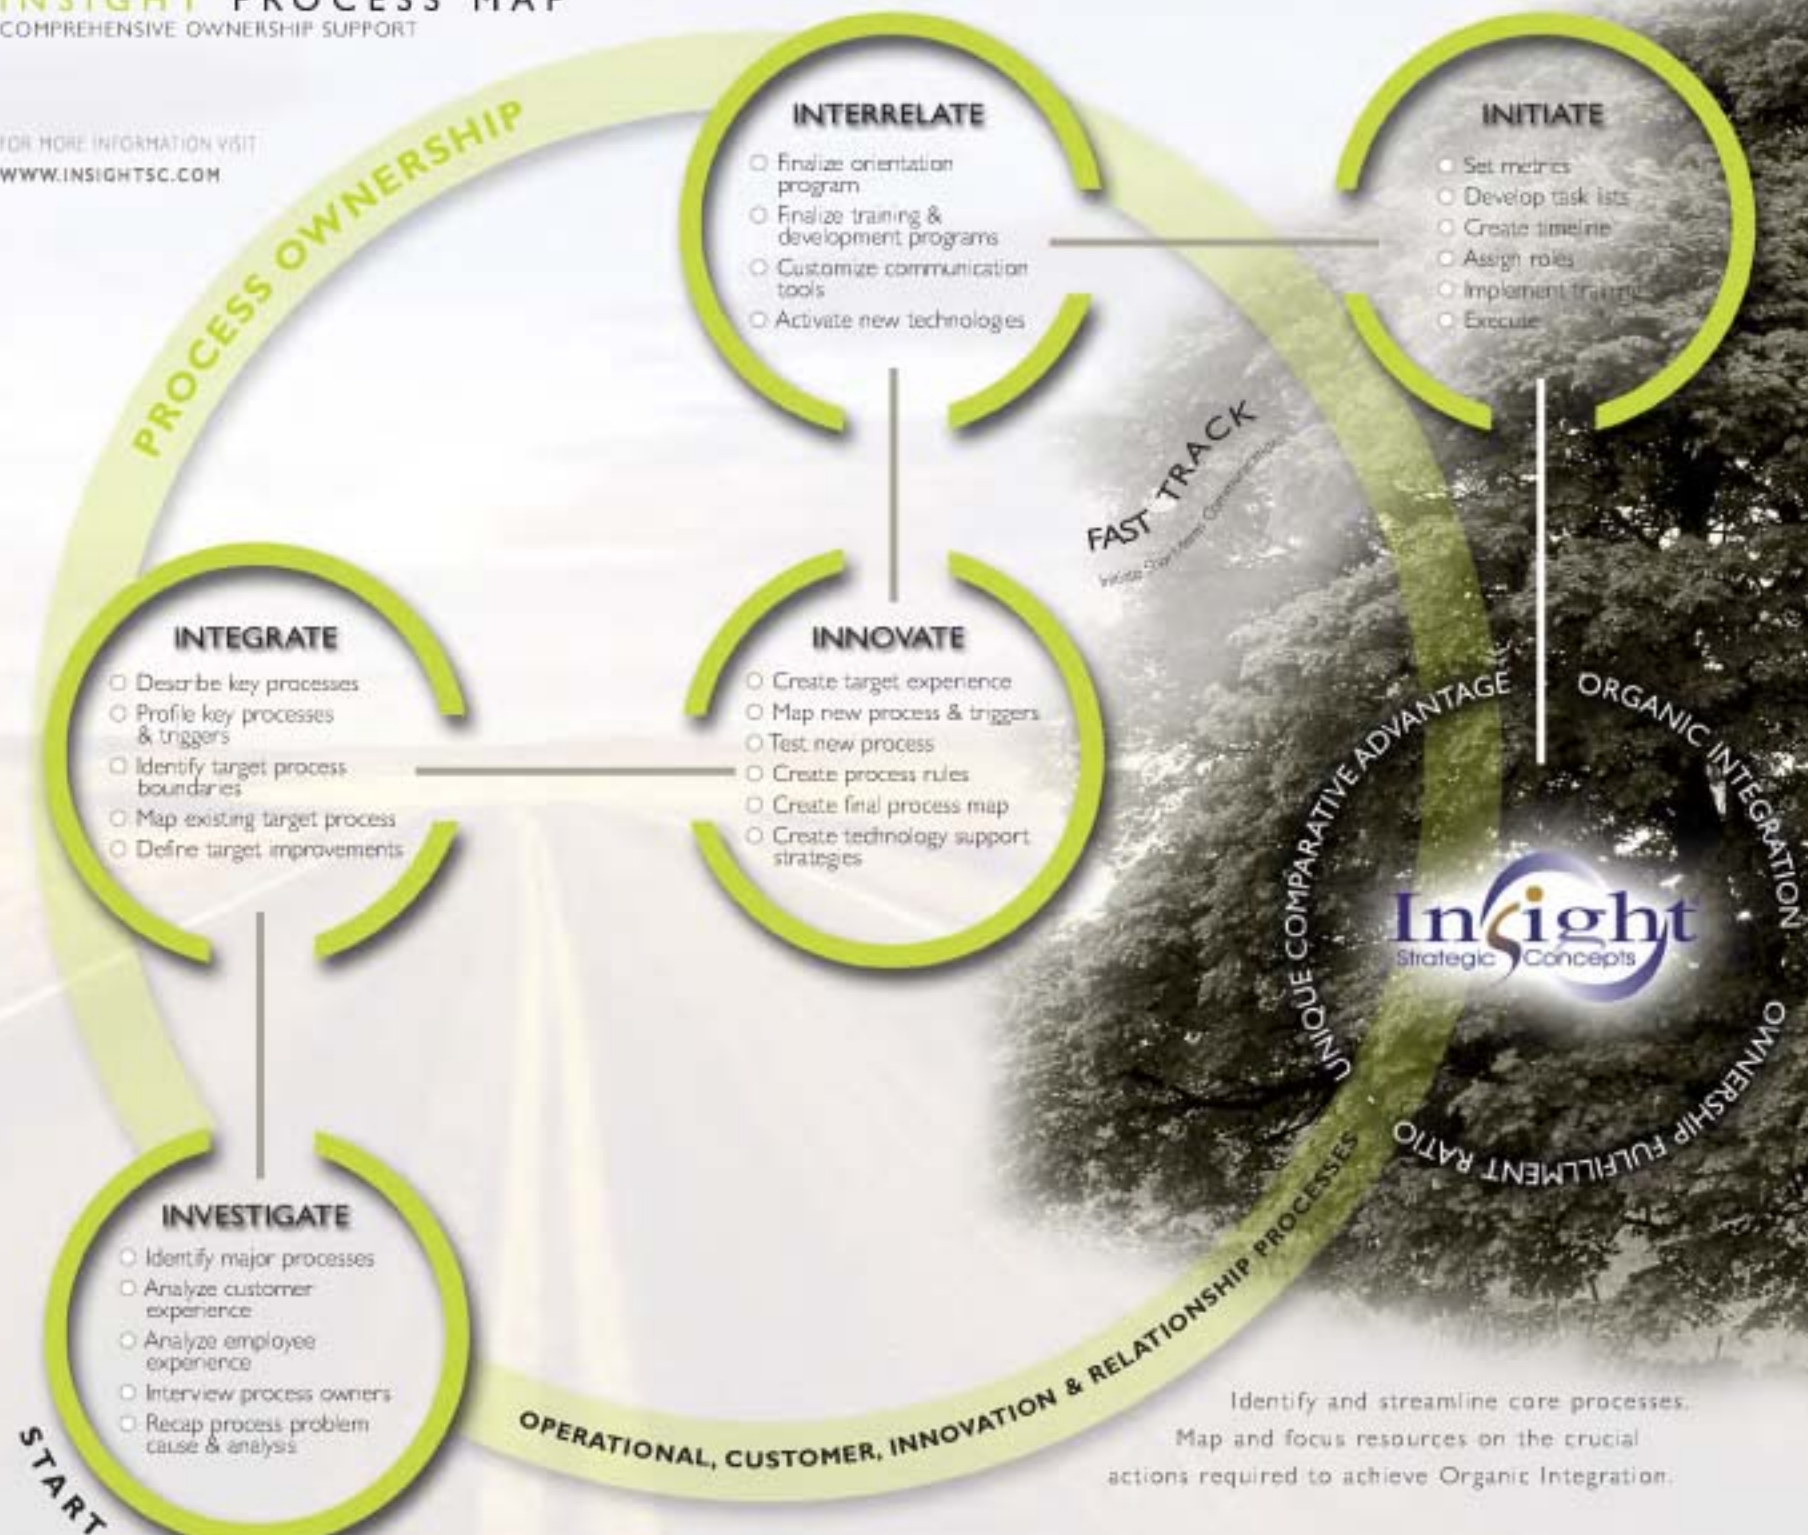 INSIGHT PROCESS MAP
COMPREHENSIVE OWNERSHIP SUPPORT
FOR MORE INFORMATION VISIT
WWW.INSIGHTSC.COM
PROCESS OWNERSHIP
INTERRELATE
Finalize orientation
program
Finalize training &
development programs
Customize communication
tools
Activate new technologies
INITIATE
Set metrics
Develop task lists
Create timeline
Assign roles
Implement training
Execute
FAST TRACK
Initiate Short-term
INTEGRATE
Describe key processes
Profile key processes
& triggers
Identify target process
boundaries
Map existing target process
Define target improvements
INNOVATE
Create target experience
Map new process & triggers
Test new process
Create process rules
Create final process map
Create technology support
strategies
UNIQUE COMPARATIVE ADVANTAGE
ORGANIC INTEGRATION
OWNERSHIP FULFILLMENT RATIO
Insight
Strategic Concepts
INVESTIGATE
Identify major processes
Analyze customer
experience
Analyze employee
experience
Interview process owners
Recap process problem
cause & analysis
START
OPERATIONAL, CUSTOMER, INNOVATION & RELATIONSHIP PROCESSES
Identify and streamline core processes.
Map and focus resources on the crucial
actions required to achieve Organic Integration.